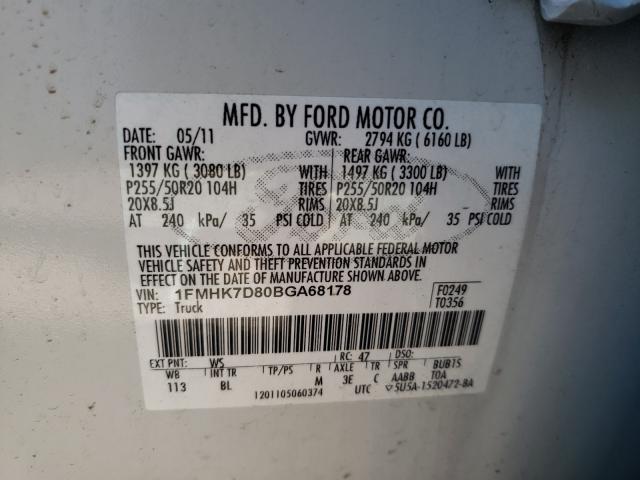 MFD. BY FORD MOTOR CO.
DATE: 05/11 GVWR: 2794 KG ( 6160 LB)
FRONT GAWR: REAR GAWR:
1397 KG ( 3080 LB) 1497 KG ( 3300 LB)
P255/50R20 104H TIRES P255/50R20 104H TIRES
20X8.5J RIMS 20X8.5J RIMS
AT 240 kPa/ 35 PSI COLD AT 240 kPa/ 35 PSI COLD
THIS VEHICLE CONFORMS TO ALL APPLICABLE FEDERAL MOTOR
VEHICLE SAFETY AND THEFT PREVENTION STANDARDS IN
EFFECT ON THE DATE OF MANUFACTURE SHOWN ABOVE.
VIN: 1FMHK7D80BGA68178 F0249
TYPE: Truck T0356
EXT PNT: WS RC: 47 DSO:
WB INT TR TP/PS R AXLE TR SPR BUB1S
113 BL M 3E C AABB T0A
1201105060374 UTC 5U5A-1520472-BA
Ford